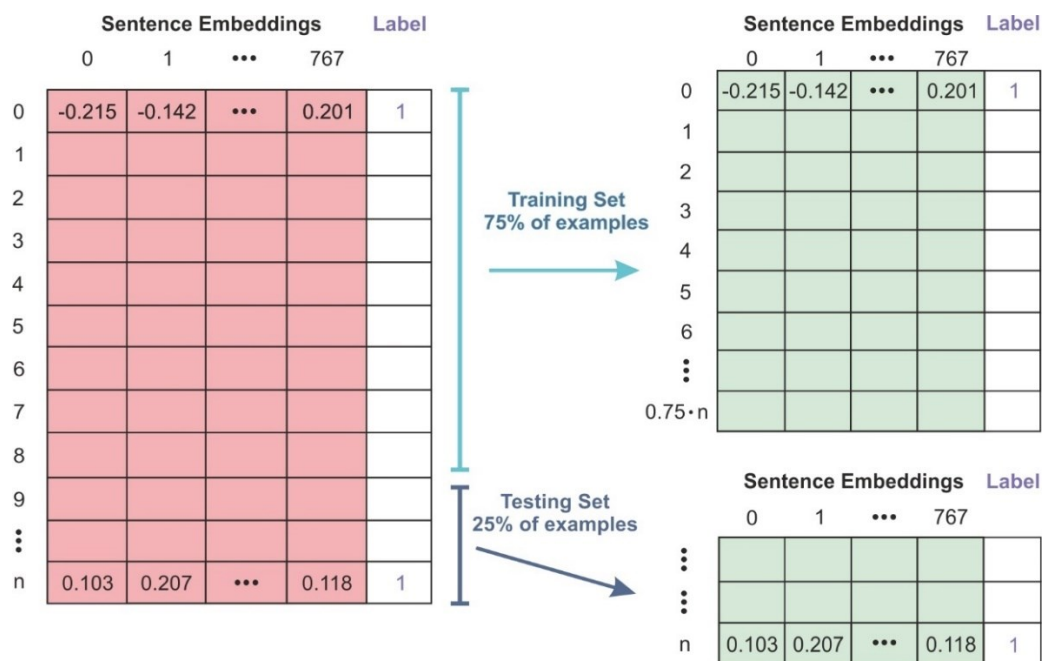 Sentence Embeddings Label
0 1 ••• 767
0 -0.215 -0.142 ••• 0.201 1
1
2
3
4
5
6
7
8
9
⋮
n 0.103 0.207 ••• 0.118 1
Training Set
75% of examples
Testing Set
25% of examples
Sentence Embeddings Label
0 1 ••• 767
0 -0.215 -0.142 ••• 0.201 1
1
2
3
4
5
6
⋮
0.75·n
Sentence Embeddings Label
0 1 ••• 767
⋮
⋮
n 0.103 0.207 ••• 0.118 1